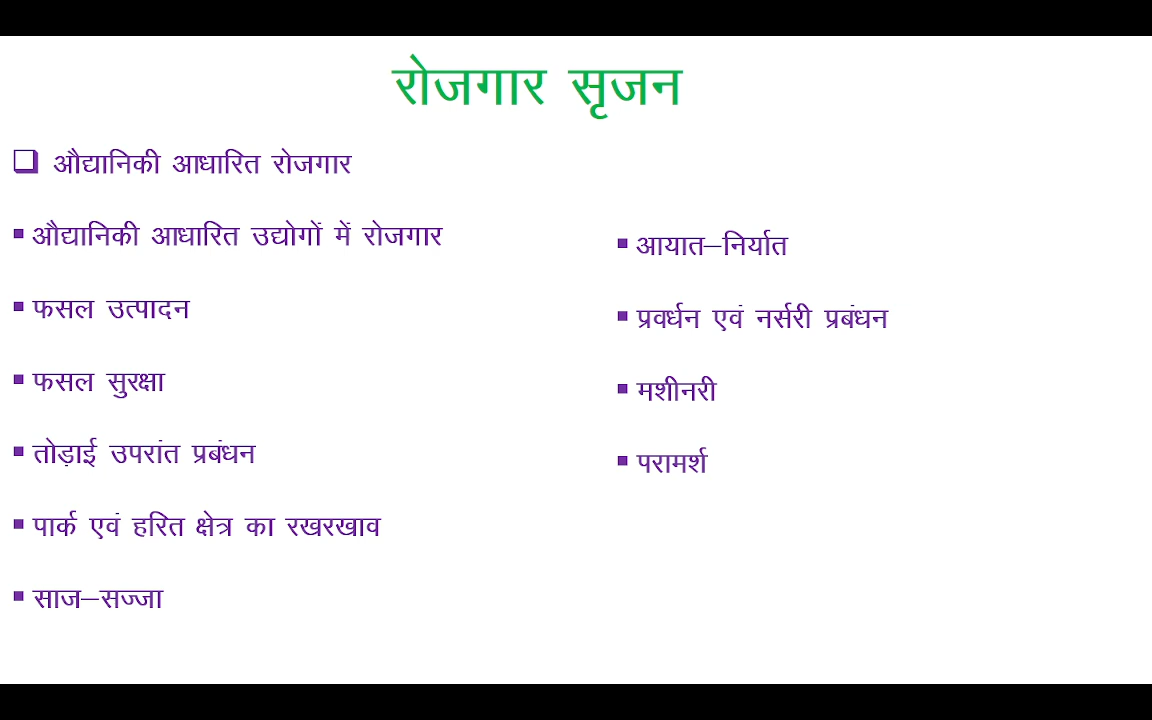 रोजगार सृजन
औद्यानिकी आधारित रोजगार
औद्यानिकी आधारित उद्योगों में रोजगार
फसल उत्पादन
फसल सुरक्षा
तोड़ाई उपरांत प्रबंधन
पार्क एवं हरित क्षेत्र का रखरखाव
साज–सज्जा
आयात–निर्यात
प्रवर्धन एवं नर्सरी प्रबंधन
मशीनरी
परामर्श